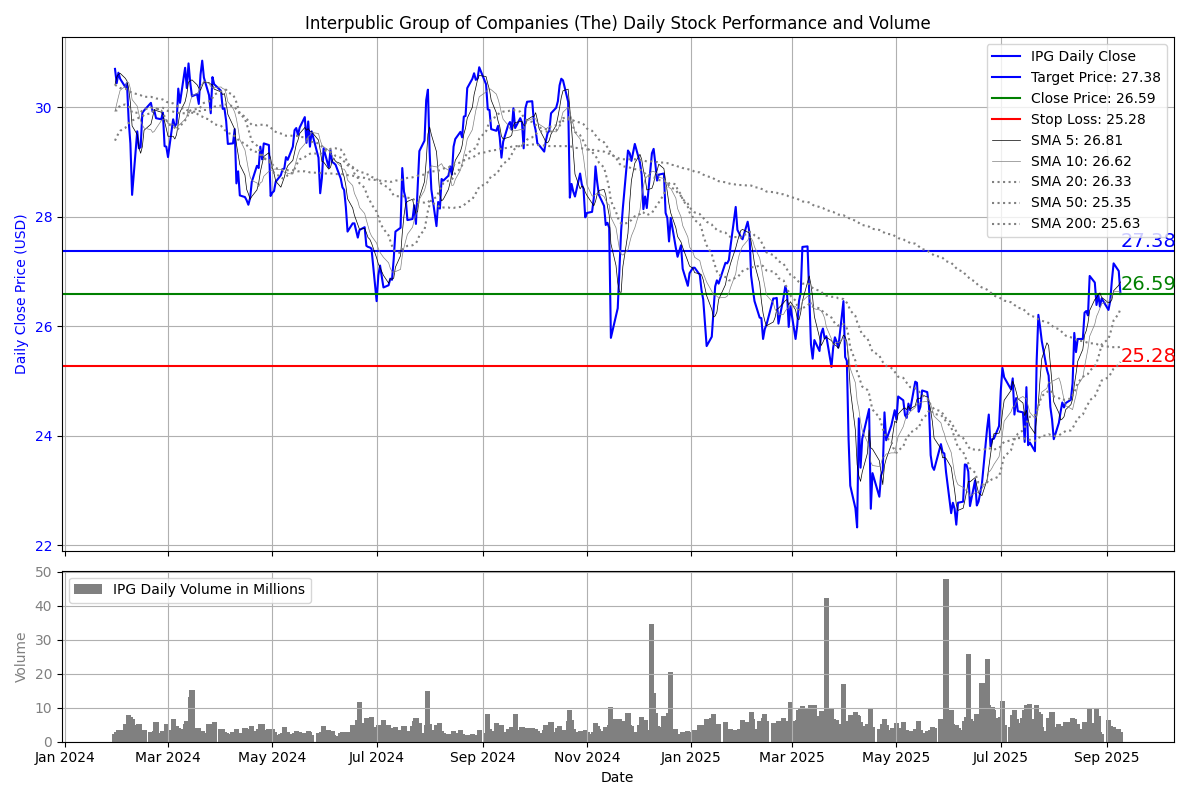 Interpublic Group of Companies (The) Daily Stock Performance and Volume
Daily Close Price (USD)
30
28
26
24
22
IPG Daily Close
Target Price: 27.38
Close Price: 26.59
Stop Loss: 25.28
SMA 5: 26.81
SMA 10: 26.62
SMA 20: 26.33
SMA 50: 25.35
SMA 200: 25.63
27.38
26.59
25.28
Volume
50
40
30
20
10
0
IPG Daily Volume in Millions
Jan 2024 Mar 2024 May 2024 Jul 2024 Sep 2024 Nov 2024 Jan 2025 Mar 2025 May 2025 Jul 2025 Sep 2025
Date